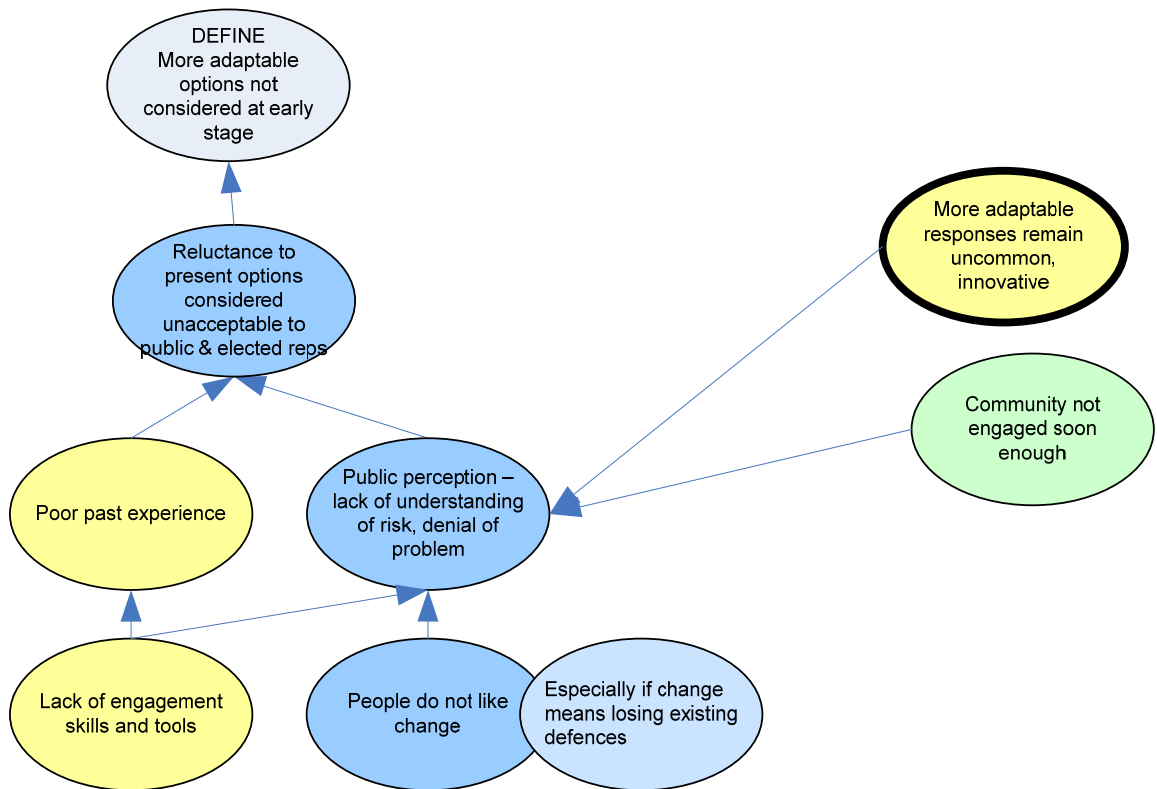 DEFINE
More adaptable
options not
considered at early
stage
Reluctance to
present options
considered
unacceptable to
public & elected reps
More adaptable
responses remain
uncommon,
innovative
Community not
engaged soon
enough
Poor past experience
Public perception –
lack of understanding
of risk, denial of
problem
Lack of engagement
skills and tools
People do not like
change
Especially if change
means losing existing
defences